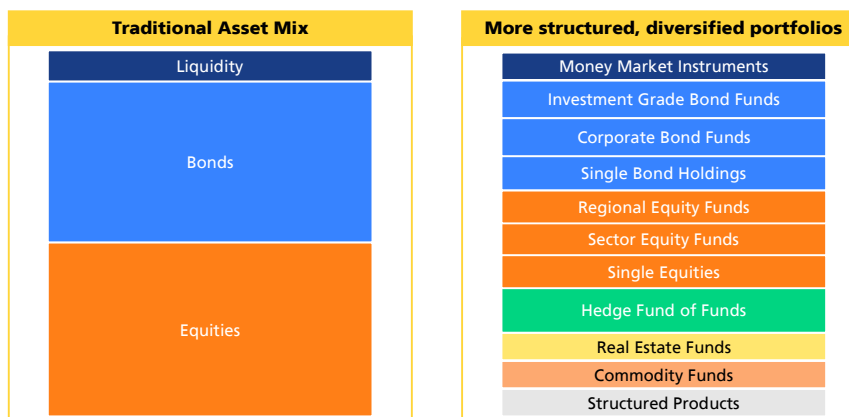 Traditional Asset Mix
Liquidity
Bonds
Equities
More structured, diversified portfolios
Money Market Instruments
Investment Grade Bond Funds
Corporate Bond Funds
Single Bond Holdings
Regional Equity Funds
Sector Equity Funds
Single Equities
Hedge Fund of Funds
Real Estate Funds
Commodity Funds
Structured Products